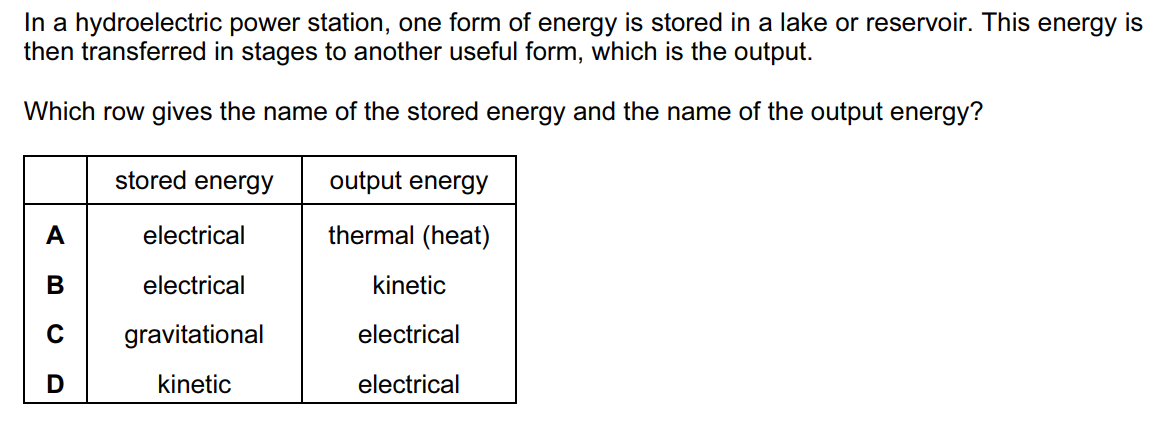 In a hydroelectric power station, one form of energy is stored in a lake or reservoir. This energy is
then transferred in stages to another useful form, which is the output.
Which row gives the name of the stored energy and the name of the output energy?
stored energy output energy
A electrical thermal (heat)
B electrical kinetic
C gravitational electrical
D kinetic electrical